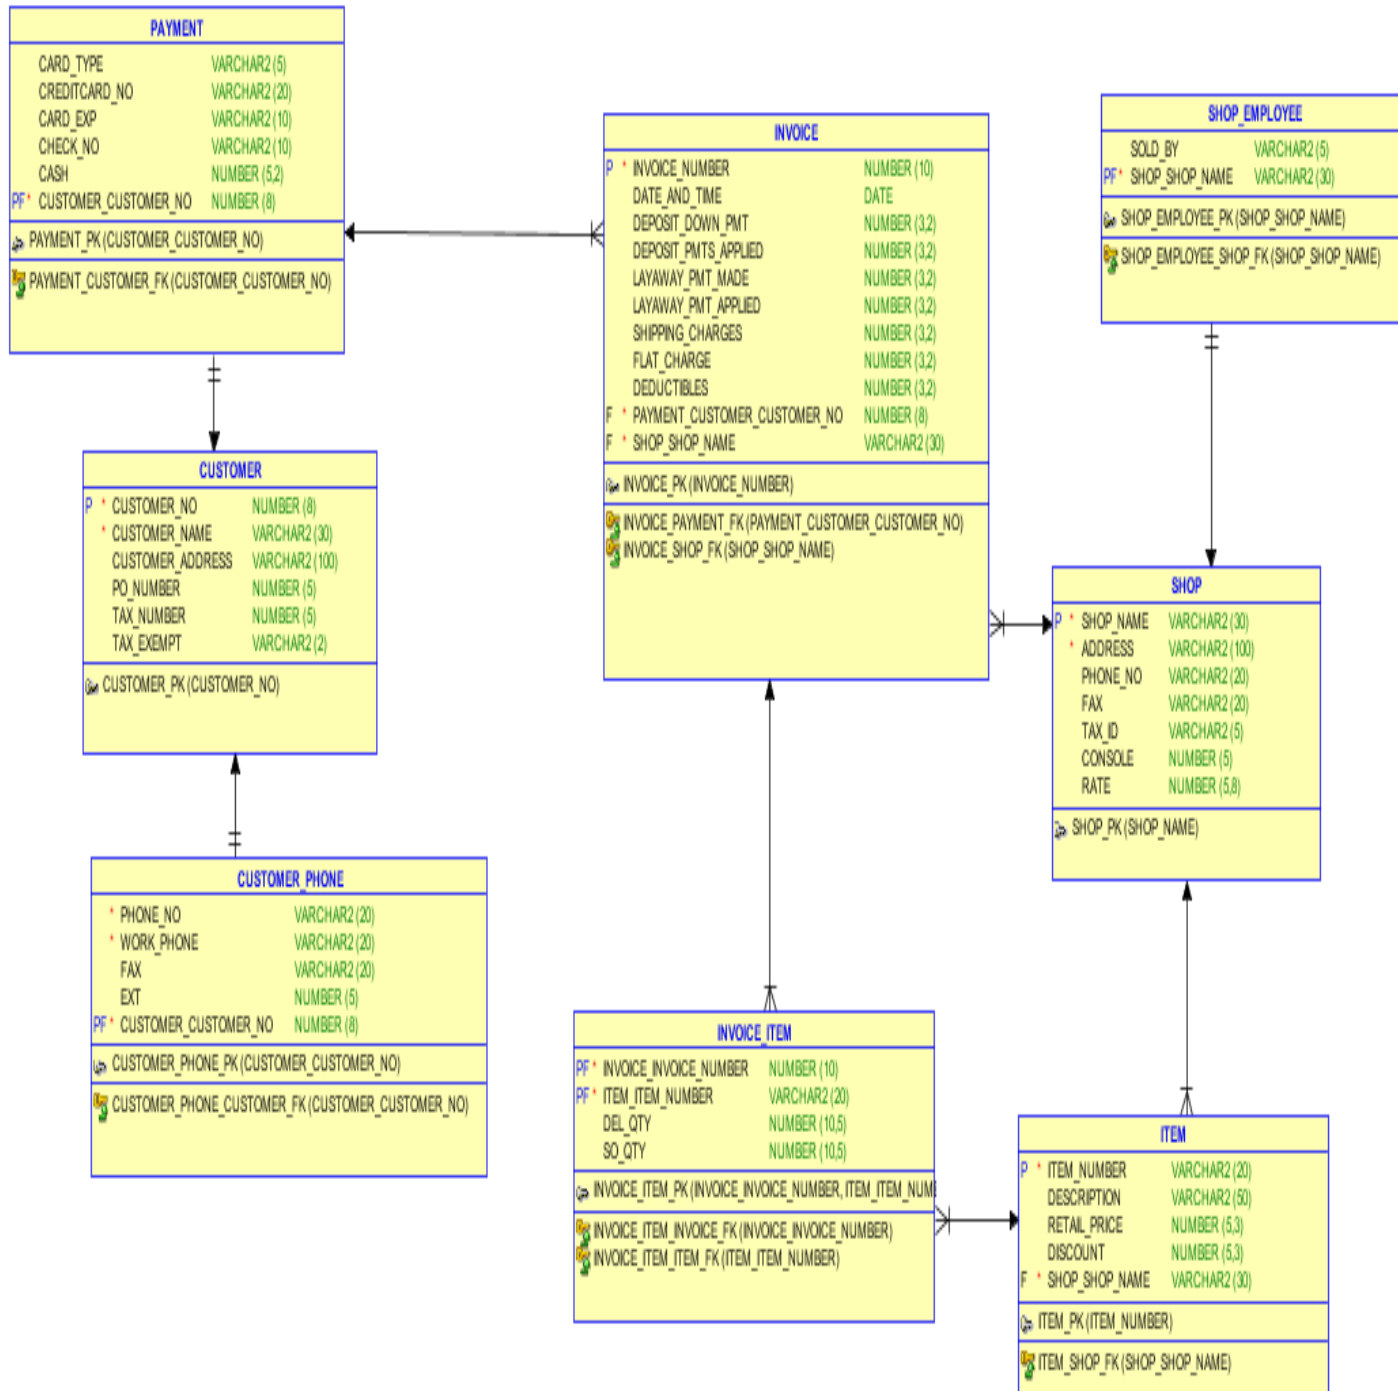 PAYMENT
CARD_TYPE VARCHAR2 (5)
CREDITCARD_NO VARCHAR2 (20)
CARD_EXP VARCHAR2 (10)
CHECK_NO VARCHAR2 (10)
CASH NUMBER (5,2)
PF* CUSTOMER_CUSTOMER_NO NUMBER (8)
PAYMENT_PK (CUSTOMER_CUSTOMER_NO)
PAYMENT_CUSTOMER_FK (CUSTOMER_CUSTOMER_NO)
INVOICE
P * INVOICE_NUMBER NUMBER (10)
DATE_AND_TIME DATE
DEPOSIT_DOWN_PMT NUMBER (3,2)
DEPOSIT_PMTS_APPLIED NUMBER (3,2)
LAYAWAY_PMT_MADE NUMBER (3,2)
LAYAWAY_PMT_APPLIED NUMBER (3,2)
SHIPPING_CHARGES NUMBER (3,2)
FLAT_CHARGE NUMBER (3,2)
DEDUCTIBLES NUMBER (3,2)
F * PAYMENT_CUSTOMER_CUSTOMER_NO NUMBER (8)
F * SHOP_SHOP_NAME VARCHAR2 (30)
INVOICE_PK (INVOICE_NUMBER)
INVOICE_PAYMENT_FK (PAYMENT_CUSTOMER_CUSTOMER_NO)
INVOICE_SHOP_FK (SHOP_SHOP_NAME)
SHOP_EMPLOYEE
SOLD_BY VARCHAR2 (5)
PF* SHOP_SHOP_NAME VARCHAR2 (30)
SHOP_EMPLOYEE_PK (SHOP_SHOP_NAME)
SHOP_EMPLOYEE_SHOP_FK (SHOP_SHOP_NAME)
CUSTOMER
P * CUSTOMER_NO NUMBER (8)
* CUSTOMER_NAME VARCHAR2 (30)
CUSTOMER_ADDRESS VARCHAR2 (100)
PO_NUMBER NUMBER (5)
TAX_NUMBER NUMBER (5)
TAX_EXEMPT VARCHAR2 (2)
CUSTOMER_PK (CUSTOMER_NO)
SHOP
P * SHOP_NAME VARCHAR2 (30)
* ADDRESS VARCHAR2 (100)
PHONE_NO VARCHAR2 (20)
FAX VARCHAR2 (20)
TAX_ID VARCHAR2 (5)
CONSOLE NUMBER (5)
RATE NUMBER (5,8)
SHOP_PK (SHOP_NAME)
CUSTOMER_PHONE
* PHONE_NO VARCHAR2 (20)
* WORK_PHONE VARCHAR2 (20)
FAX VARCHAR2 (20)
EXT NUMBER (5)
PF* CUSTOMER_CUSTOMER_NO NUMBER (8)
CUSTOMER_PHONE_PK (CUSTOMER_CUSTOMER_NO)
CUSTOMER_PHONE_CUSTOMER_FK (CUSTOMER_CUSTOMER_NO)
INVOICE_ITEM
PF* INVOICE_INVOICE_NUMBER NUMBER (10)
PF* ITEM_ITEM_NUMBER VARCHAR2 (20)
DEL_QTY NUMBER (10,5)
SO_QTY NUMBER (10,5)
INVOICE_ITEM_PK (INVOICE_INVOICE_NUMBER, ITEM_ITEM_NUM
INVOICE_ITEM_INVOICE_FK (INVOICE_INVOICE_NUMBER)
INVOICE_ITEM_ITEM_FK (ITEM_ITEM_NUMBER)
ITEM
P * ITEM_NUMBER VARCHAR2 (20)
DESCRIPTION VARCHAR2 (50)
RETAIL_PRICE NUMBER (5,3)
DISCOUNT NUMBER (5,3)
F * SHOP_SHOP_NAME VARCHAR2 (30)
ITEM_PK (ITEM_NUMBER)
ITEM_SHOP_FK (SHOP_SHOP_NAME)